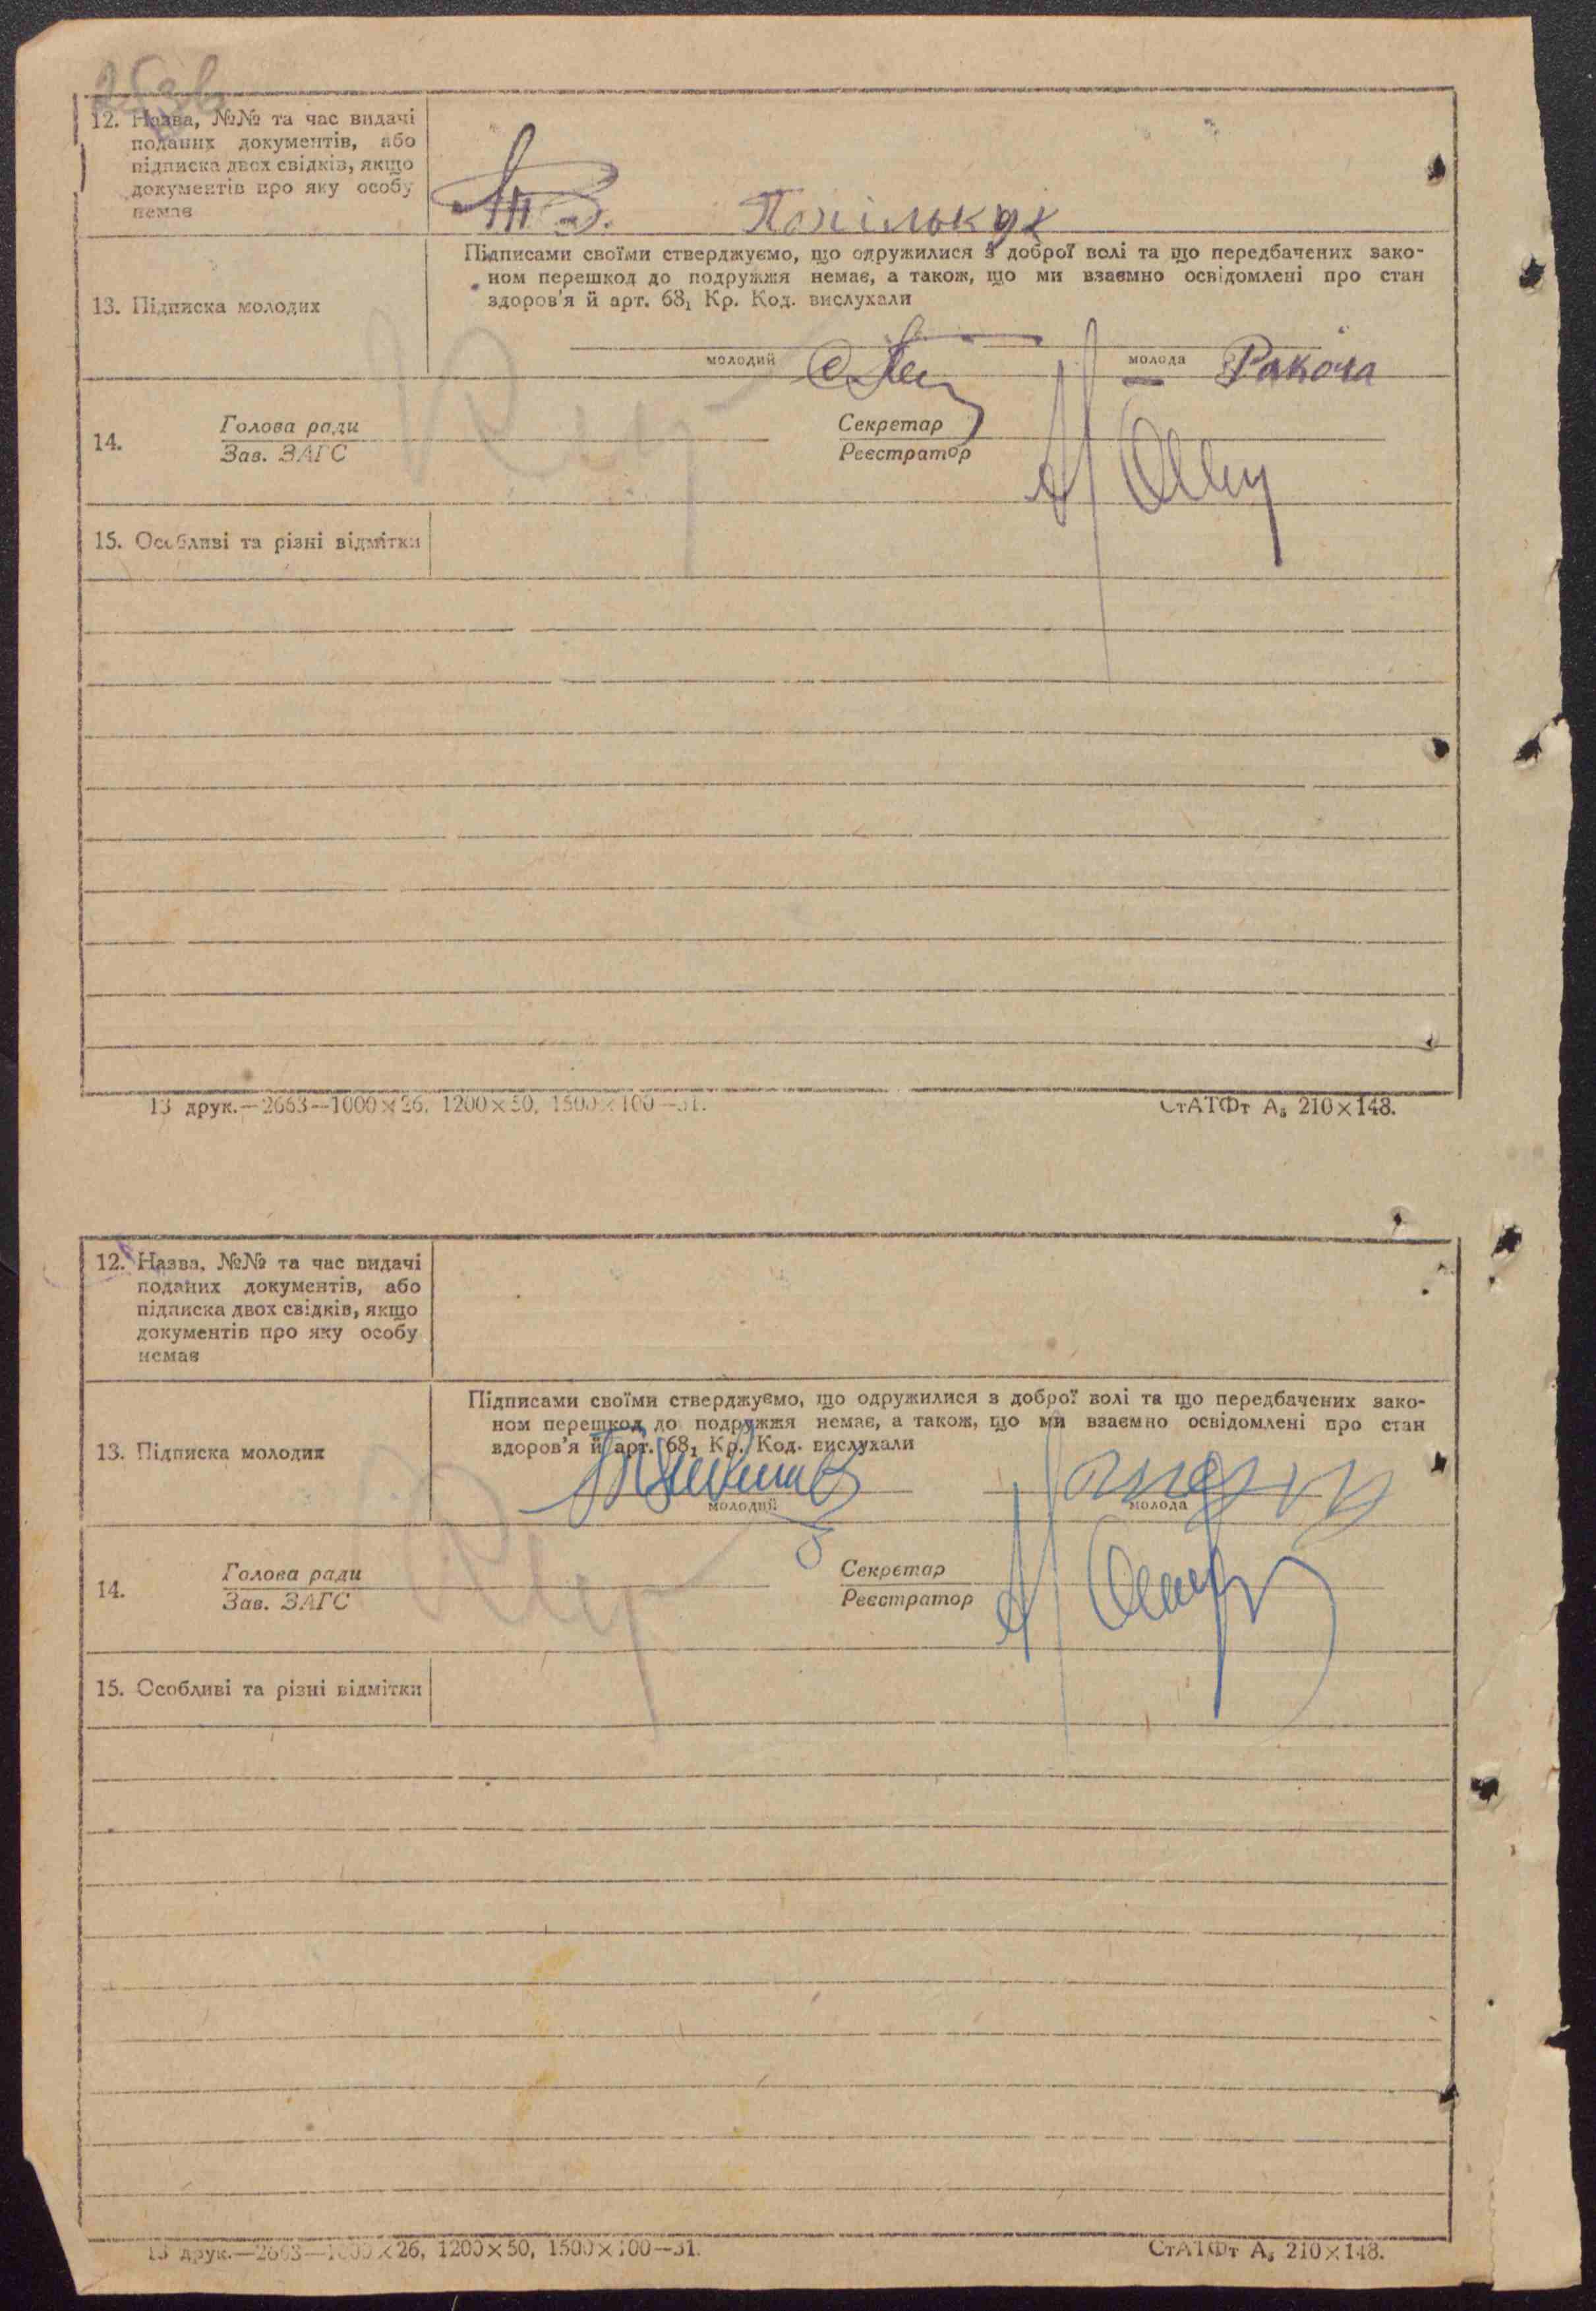 12. Назва, №№ та час видачі
поданих документів, або
підписка двох свідків, якщо
документів про яку особу
немає
Підписами своїми стверджуємо, що одружилися з доброї волі та що передбачених зако-
ном перешкод до подружжя немає, а також, що ми взаємно освідомлені про стан
здоров'я й арт. 68₁ Кр. Код. вислухали
13. Підписка молодих
молодий молода Ракоча
14. Голова ради Секретар
Зав. ЗАГС Реєстратор
15. Особливі та різні відмітки
13 друк.—2663—1000×26, 1200×50, 1500×100—31. СтАТФт А₅ 210×148.
12. Назва, №№ та час видачі
поданих документів, або
підписка двох свідків, якщо
документів про яку особу
немає
Підписами своїми стверджуємо, що одружилися з доброї волі та що передбачених зако-
ном перешкод до подружжя немає, а також, що ми взаємно освідомлені про стан
здоров'я й арт. 68₁ Кр. Код. вислухали
13. Підписка молодих
молодий молода
14. Голова ради Секретар
Зав. ЗАГС Реєстратор
15. Особливі та різні відмітки
13 друк.—2663—1000×26, 1200×50, 1500×100—31. СтАТФт А₅ 210×148.